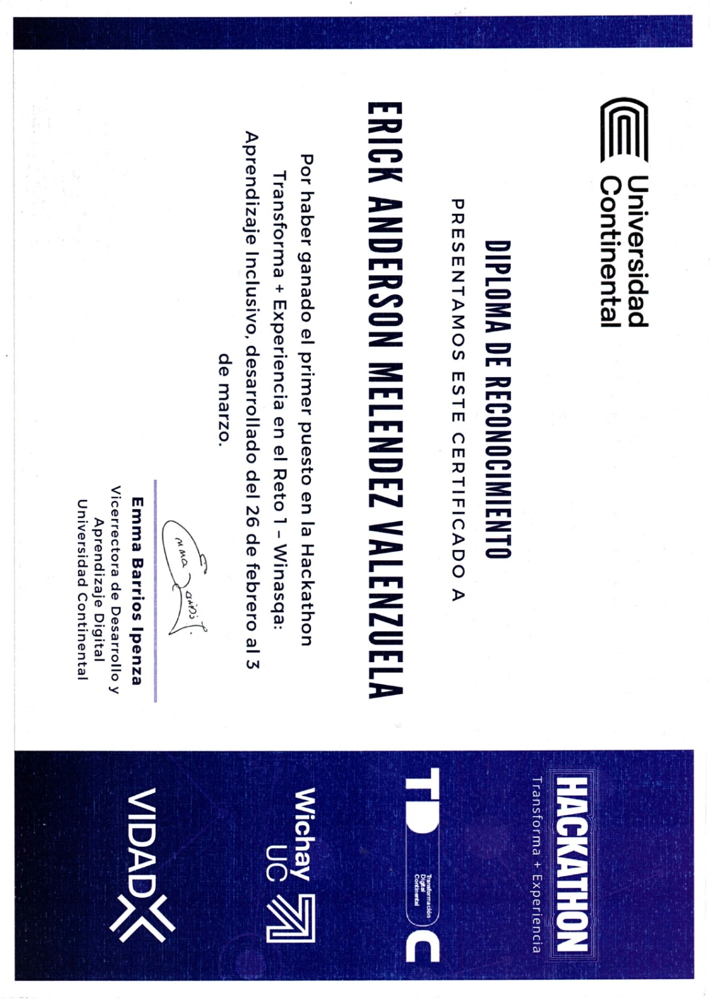 Universidad
Continental
DIPLOMA DE RECONOCIMIENTO
PRESENTAMOS ESTE CERTIFICADO A
ERICK ANDERSON MELENDEZ VALENZUELA
Por haber ganado el primer puesto en la Hackathon
Transforma + Experiencia en el Reto 1 – Winasqa:
Aprendizaje Inclusivo, desarrollado del 26 de febrero al 3
de marzo.
Emma Barrios Ipenza
Vicerrectora de Desarrollo y
Aprendizaje Digital
Universidad Continental
HACKATHON
Transforma + Experiencia
TD C
Transformación
Digital
Continental
Wichay
UC
VIDADX